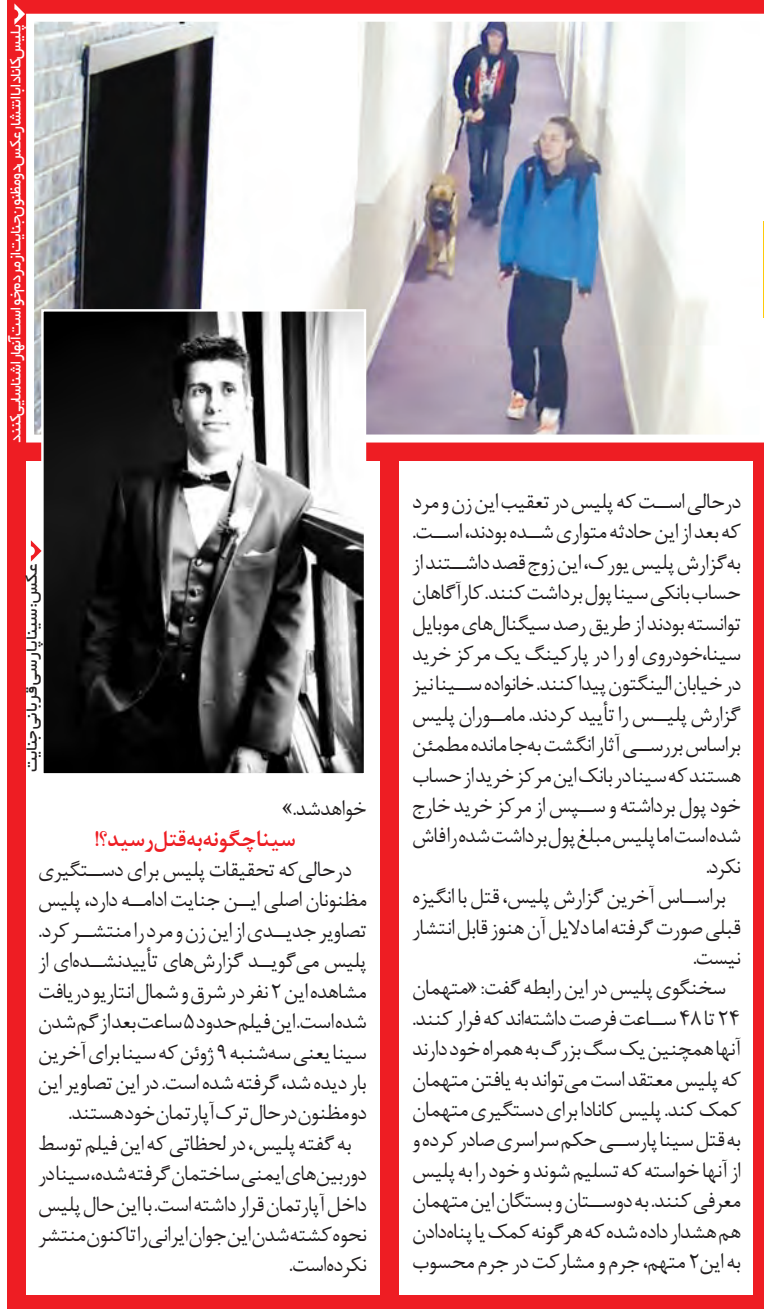 پلیس کانادا با انتشار عکس دو مظنون جنایت از مردم خواست آنها را شناسایی کنند
درحالی است که پلیس در تعقیب این زن و مرد
که بعد از این حادثه متواری شده بودند، است.
به‌گزارش پلیس یورک، این زوج قصد داشتند از
حساب بانکی سینا پول برداشت کنند. کارآگاهان
توانسته بودند از طریق رصد سیگنال‌های موبایل
سینا،خودروی او را در پارکینگ یک مرکز خرید
در خیابان الینگتون پیدا کنند. خانواده سینا نیز
گزارش پلیس را تأیید کردند. ماموران پلیس
براساس بررسی آثار انگشت به‌جا مانده مطمئن
هستند که سینا در بانک این مرکز خرید از حساب
خود پول برداشته و سپس از مرکز خرید خارج
شده است اما پلیس مبلغ پول برداشت شده را فاش
نکرد.
براساس آخرین گزارش پلیس، قتل با انگیزه
قبلی صورت گرفته اما دلایل آن هنوز قابل انتشار
نیست.
سخنگوی پلیس در این رابطه گفت: «متهمان
۲۴ تا ۴۸ ساعت فرصت داشته‌اند که فرار کنند.
آنها همچنین یک سگ بزرگ به همراه خود دارند
که پلیس معتقد است می‌تواند به یافتن متهمان
کمک کند. پلیس کانادا برای دستگیری متهمان
به قتل سینا پارسی حکم سراسری صادر کرده و
از آنها خواسته که تسلیم شوند و خود را به پلیس
معرفی کنند. به دوستان و بستگان این متهمان
هم هشدار داده شده که هر گونه کمک یا پناه‌دادن
به این ۲ متهم، جرم و مشارکت در جرم محسوب
عکس: سینا پارسی قربانی جنایت
خواهد‌شد.»
سینا چگونه به قتل رسید؟!
درحالی‌که تحقیقات پلیس برای دستگیری
مظنونان اصلی این جنایت ادامه دارد، پلیس
تصاویر جدیدی از این زن و مرد را منتشر کرد.
پلیس می‌گوید گزارش‌های تأییدنشده‌ای از
مشاهده این ۲ نفر در شرق و شمال انتاریو دریافت
شده است. این فیلم حدود ۵ ساعت بعد از گم شدن
سینا یعنی سه‌شنبه ۹ ژوئن که سینا برای آخرین
بار دیده شد، گرفته شده است. در این تصاویر این
دو مظنون درحال ترک آپارتمان خود هستند.
به گفته پلیس، در لحظاتی که این فیلم توسط
دوربین‌های ایمنی ساختمان گرفته شده، سینا در
داخل آپارتمان قرار داشته است. با این حال پلیس
نحوه کشته شدن این جوان ایرانی را تاکنون منتشر
نکرده است.